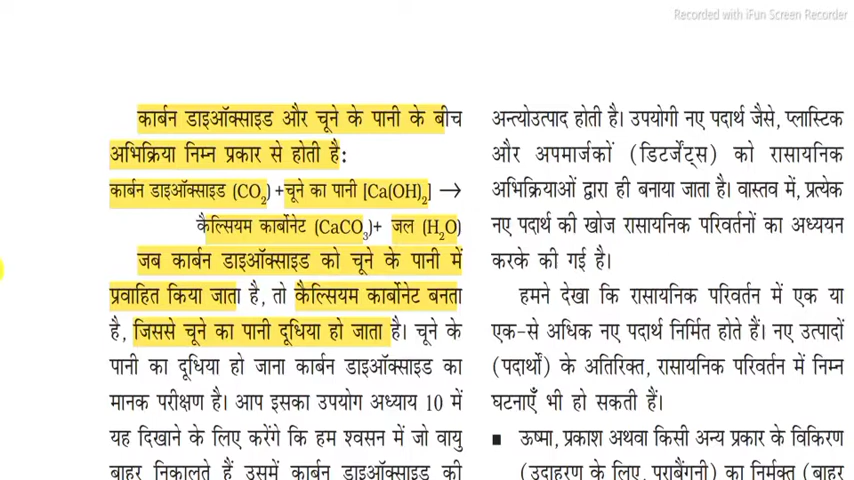 Recorded with iFun Screen Recorder
कार्बन डाइऑक्साइड और चूने के पानी के बीच
अभिक्रिया निम्न प्रकार से होती है:
कार्बन डाइऑक्साइड (CO₂) +चूने का पानी [Ca(OH)₂] →
कैल्सियम कार्बोनेट (CaCO₃)+ जल (H₂O)
जब कार्बन डाइऑक्साइड को चूने के पानी में
प्रवाहित किया जाता है, तो कैल्सियम कार्बोनेट बनता
है, जिससे चूने का पानी दूधिया हो जाता है। चूने के
पानी का दूधिया हो जाना कार्बन डाइऑक्साइड का
मानक परीक्षण है। आप इसका उपयोग अध्याय 10 में
यह दिखाने के लिए करेंगे कि हम श्वसन में जो वायु
बाहर निकालते हैं उसमें कार्बन डाइऑक्साइड की
अन्त्योउत्पाद होती है। उपयोगी नए पदार्थ जैसे, प्लास्टिक
और अपमार्जकों (डिटर्जेंट्स) को रासायनिक
अभिक्रियाओं द्वारा ही बनाया जाता है। वास्तव में, प्रत्येक
नए पदार्थ की खोज रासायनिक परिवर्तनों का अध्ययन
करके की गई है।
हमने देखा कि रासायनिक परिवर्तन में एक या
एक-से अधिक नए पदार्थ निर्मित होते हैं। नए उत्पादों
(पदार्थों) के अतिरिक्त, रासायनिक परिवर्तन में निम्न
घटनाएँ भी हो सकती हैं।
■ ऊष्मा, प्रकाश अथवा किसी अन्य प्रकार के विकिरण
(उदाहरण के लिए, पराबैंगनी) का निर्मुक्त (बाहर